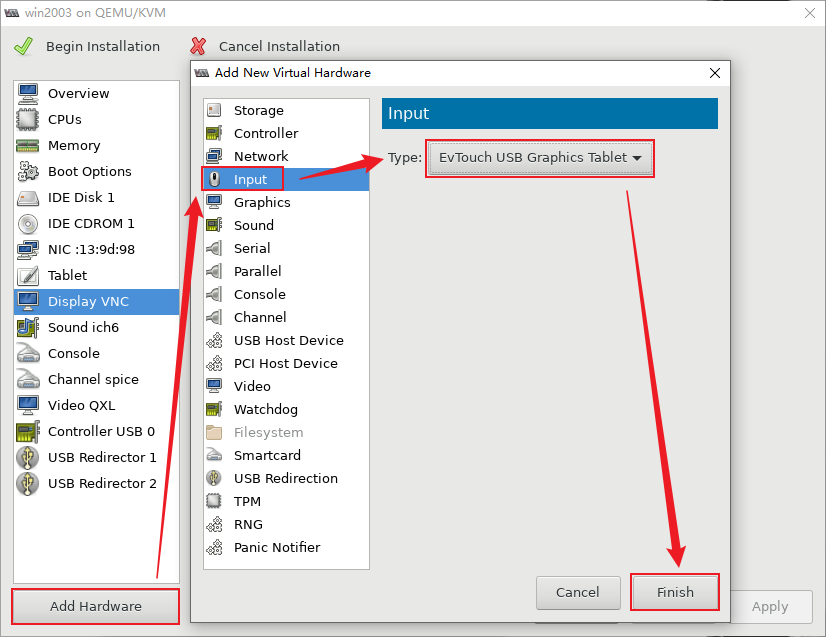 win2003 on QEMU/KVM
Begin Installation
Cancel Installation
Overview
CPUs
Memory
Boot Options
IDE Disk 1
IDE CDROM 1
NIC :13:9d:98
Tablet
Display VNC
Sound ich6
Console
Channel spice
Video QXL
Controller USB 0
USB Redirector 1
USB Redirector 2
Add Hardware
Add New Virtual Hardware
Storage
Controller
Network
Input
Graphics
Sound
Serial
Parallel
Console
Channel
USB Host Device
PCI Host Device
Video
Watchdog
Filesystem
Smartcard
USB Redirection
TPM
RNG
Panic Notifier
Input
Type: EvTouch USB Graphics Tablet
Cancel
Finish
Apply